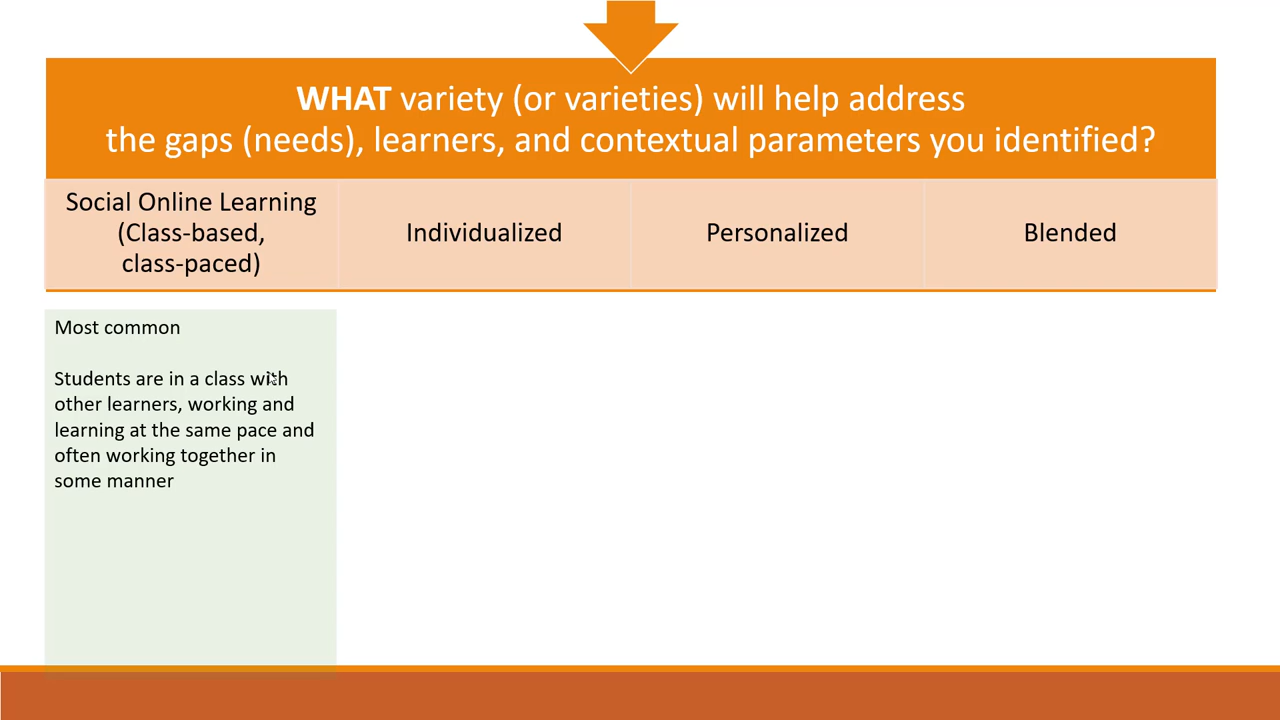 WHAT variety (or varieties) will help address
the gaps (needs), learners, and contextual parameters you identified?
Social Online Learning
(Class-based,
class-paced)
Individualized
Personalized
Blended
Most common
Students are in a class with
other learners, working and
learning at the same pace and
often working together in
some manner